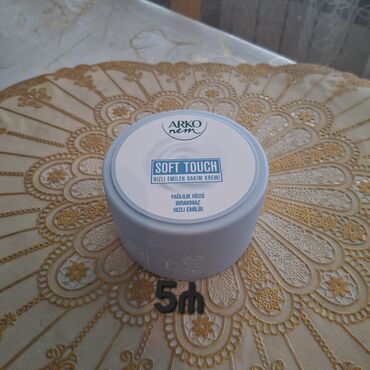 ARKO
nem
SOFT TOUCH
HIZLI EMİLEN BAKIM KREMİ
YAĞLILIK HİSSİ
BIRAKMAZ
HIZLI EMİLİR
5₼